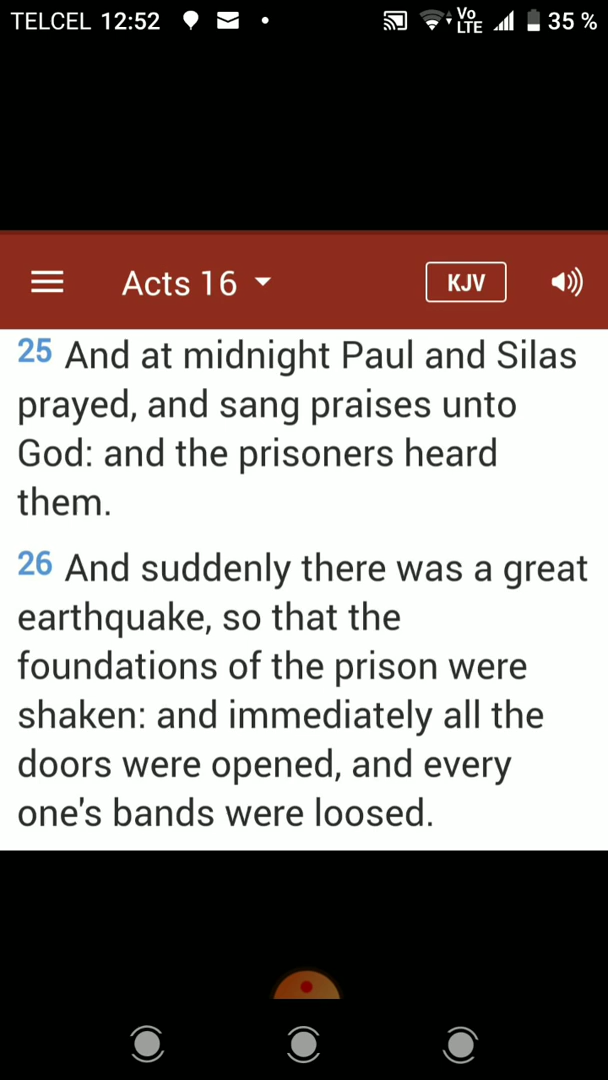 TELCEL 12:52
Vo
LTE
35 %
Acts 16
KJV
25 And at midnight Paul and Silas
prayed, and sang praises unto
God: and the prisoners heard
them.
26 And suddenly there was a great
earthquake, so that the
foundations of the prison were
shaken: and immediately all the
doors were opened, and every
one's bands were loosed.